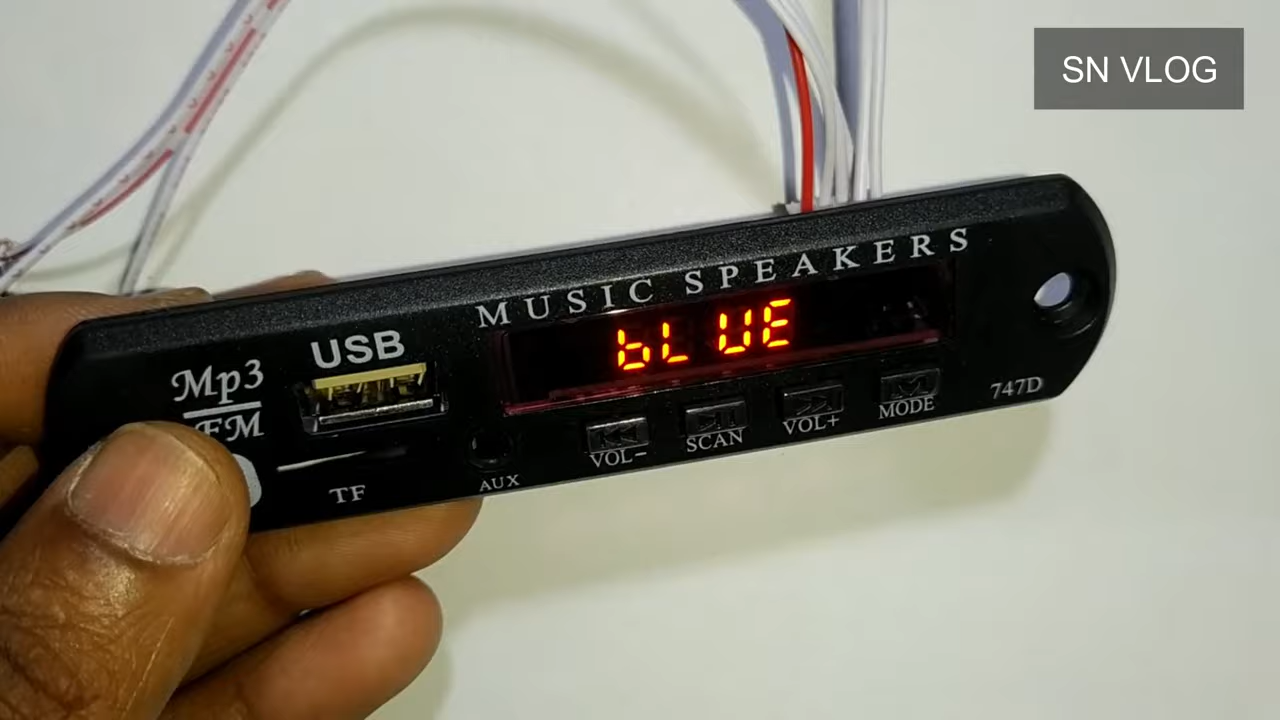 SN VLOG
MUSIC SPEAKERS
bLUE
USB
Mp3
FM
TF
AUX
VOL-
SCAN
VOL+
MODE
747D